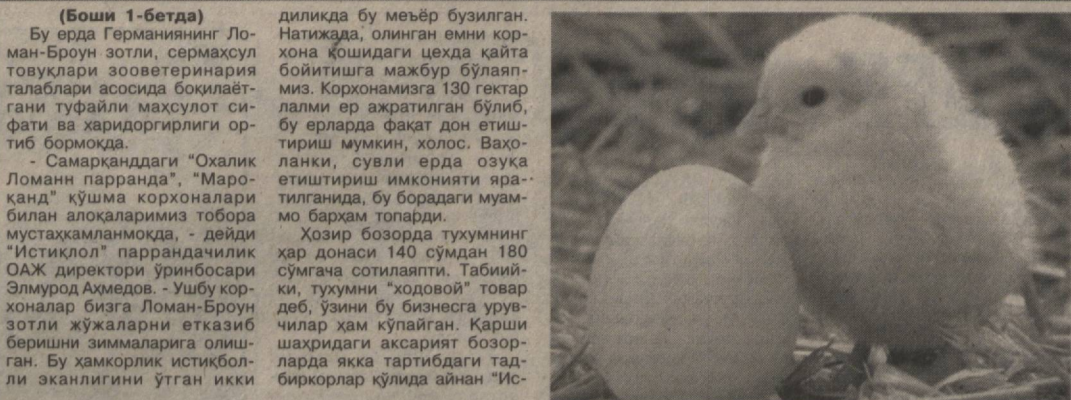 (Боши 1-бетда)
Бу ерда Германиянинг Ло-
ман-Броун зотли, сермаҳсул
товуқлари зооветеринария
талаблари асосида боқилаёт-
гани туфайли маҳсулот си-
фати ва харидоргирлиги ор-
тиб бормоқда.
- Самарқанддаги "Охалик
Ломанн парранда", "Маро-
қанд" қўшма корхоналари
билан алоқаларимиз тобора
мустаҳкамланмоқда, - дейди
"Истиқлол" паррандачилик
ОАЖ директори ўринбосари
Элмурод Аҳмедов. - Ушбу кор-
хоналар бизга Ломан-Броун
зотли жўжаларни етказиб
беришни зиммаларига олиш-
ган. Бу ҳамкорлик истиқбол-
ли эканлигини ўтган икки
диликда бу меъёр бузилган.
Натижада, олинган емни кор-
хона қошидаги цехда қайта
бойитишга мажбур бўлаяп-
миз. Корхонамизга 130 гектар
лалми ер ажратилган бўлиб,
бу ерларда фақат дон етиш-
тириш мумкин, холос. Ваҳо-
ланки, сувли ерда озуқа
етиштириш имконияти яра-
тилганида, бу борадаги муам-
мо барҳам топарди.
Ҳозир бозорда тухумнинг
ҳар донаси 140 сўмдан 180
сўмгача сотилаяпти. Табиий-
ки, тухумни "ходовой" товар
деб, ўзини бу бизнесга урув-
чилар ҳам кўпайган. Қарши
шаҳридаги аксарият бозор-
ларда якка тартибдаги тад-
биркорлар қўлида айнан "Ис-